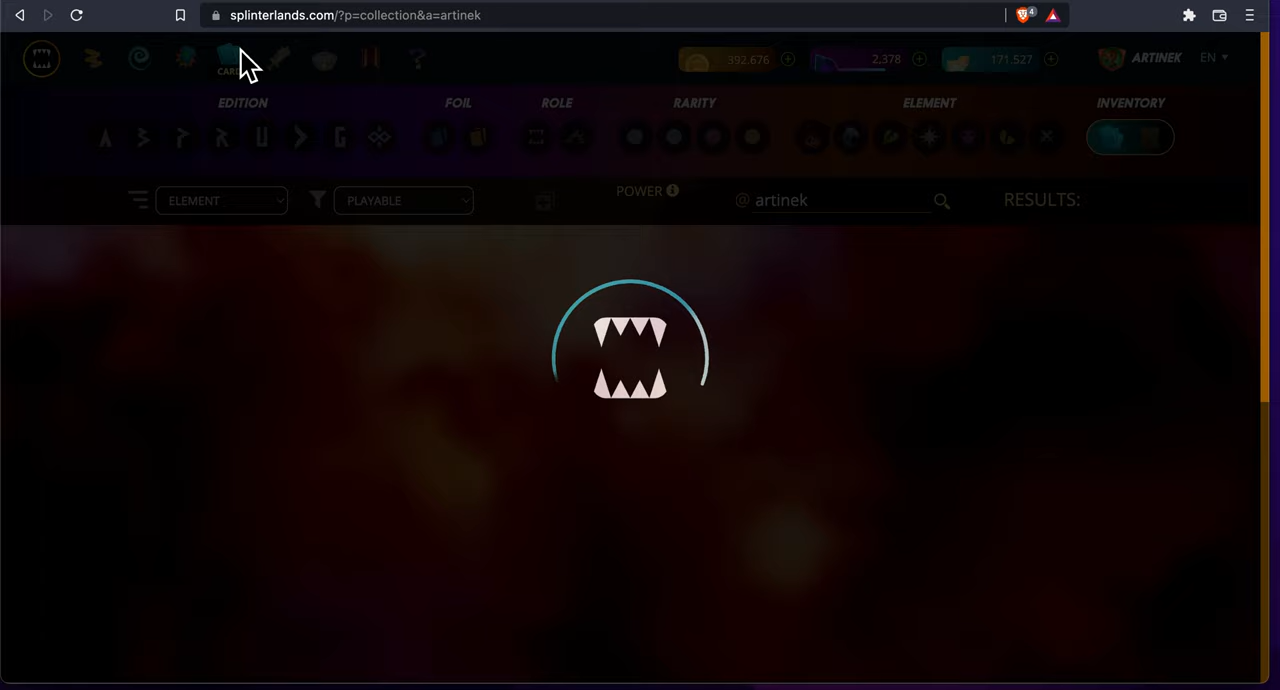 splinterlands.com/?p=collection&a=artinek
4
392.676
2,378
171.527
ARTINEK
EN
EDITION
FOIL
ROLE
RARITY
ELEMENT
INVENTORY
ELEMENT
PLAYABLE
POWER
@ artinek
RESULTS: